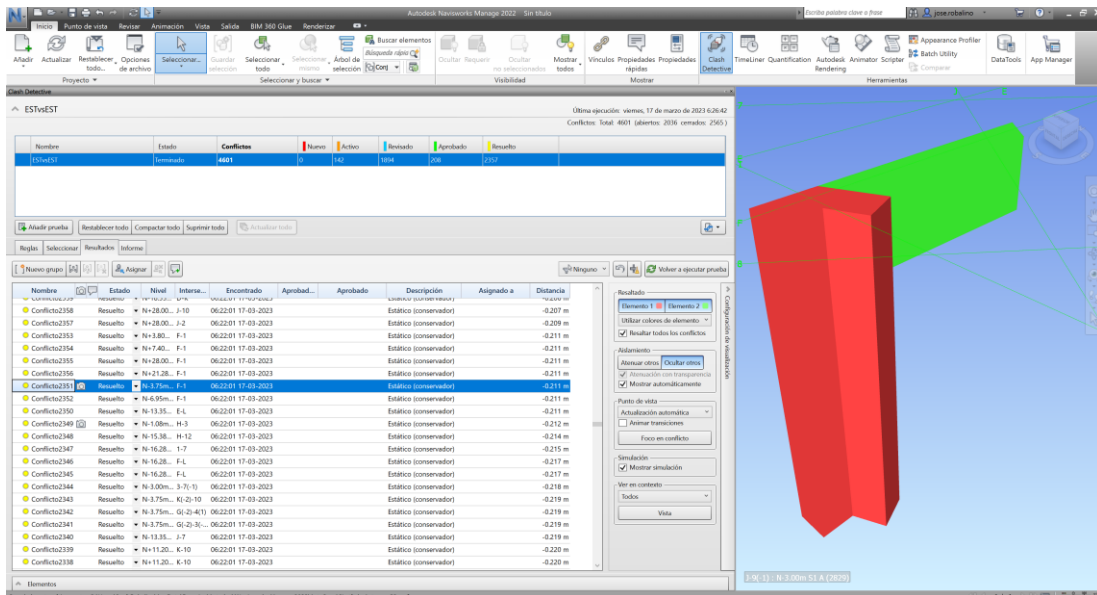 Autodesk Navisworks Manage 2022 Sin título
Escriba palabra clave o frase
jose.robalino
Inicio Punto de vista Revisar Animación Vista Salida BIM 360 Glue Renderizar
Añadir Actualizar Restablecer todo... Opciones de archivo
Seleccionar... Guardar selección Seleccionar todo Seleccionar mismo Árbol de selección
Buscar elementos
Búsqueda rápida
Conj
Ocultar Requerir Ocultar no seleccionados Mostrar todos
Vínculos Propiedades rápidas Propiedades
Clash Detective TimeLiner Quantification Autodesk Rendering Animator Scripter
Appearance Profiler
Batch Utility
Comparar
DataTools App Manager
Proyecto Seleccionar y buscar Visibilidad Mostrar Herramientas
Clash Detective
ESTvsEST
Última ejecución: viernes, 17 de marzo de 2023 6:26:42
Conflictos Total: 4601 (abiertos: 2036 cerrados: 2565)
Nombre Estado Conflictos Nuevo Activo Revisado Aprobado Resuelto
ESTvsEST Terminado 4601 0 142 1894 208 2357
Añadir prueba Restablecer todo Compactar todo Suprimir todo Actualizar todo
Reglas Seleccionar Resultados Informe
Nuevo grupo Asignar Ninguno Volver a ejecutar prueba
Nombre Estado Nivel Interse... Encontrado Aprobad... Aprobado Descripción Asignado a Distancia
Conflicto2358 Resuelto N+28.00... J-10 06:22:01 17-03-2023 Estático (conservador) -0.207 m
Conflicto2357 Resuelto N+28.00... J-2 06:22:01 17-03-2023 Estático (conservador) -0.209 m
Conflicto2353 Resuelto N+3.80... F-1 06:22:01 17-03-2023 Estático (conservador) -0.211 m
Conflicto2354 Resuelto N+7.40... F-1 06:22:01 17-03-2023 Estático (conservador) -0.211 m
Conflicto2355 Resuelto N+28.00... F-1 06:22:01 17-03-2023 Estático (conservador) -0.211 m
Conflicto2356 Resuelto N+21.28... F-1 06:22:01 17-03-2023 Estático (conservador) -0.211 m
Conflicto2351 Resuelto N-3.75m... F-1 06:22:01 17-03-2023 Estático (conservador) -0.211 m
Conflicto2352 Resuelto N-6.95m... F-1 06:22:01 17-03-2023 Estático (conservador) -0.211 m
Conflicto2350 Resuelto N-13.35... E-L 06:22:01 17-03-2023 Estático (conservador) -0.211 m
Conflicto2349 Resuelto N-1.08m... H-3 06:22:01 17-03-2023 Estático (conservador) -0.212 m
Conflicto2348 Resuelto N-15.38... H-12 06:22:01 17-03-2023 Estático (conservador) -0.214 m
Conflicto2347 Resuelto N-16.28... 1-7 06:22:01 17-03-2023 Estático (conservador) -0.215 m
Conflicto2346 Resuelto N-16.28... F-L 06:22:01 17-03-2023 Estático (conservador) -0.217 m
Conflicto2345 Resuelto N-16.28... F-L 06:22:01 17-03-2023 Estático (conservador) -0.217 m
Conflicto2344 Resuelto N-3.00m... 3-7(-1) 06:22:01 17-03-2023 Estático (conservador) -0.218 m
Conflicto2343 Resuelto N-3.75m... K(-2)-10 06:22:01 17-03-2023 Estático (conservador) -0.219 m
Conflicto2342 Resuelto N-3.75m... G(-2)-4(1) 06:22:01 17-03-2023 Estático (conservador) -0.219 m
Conflicto2341 Resuelto N-3.75m... G(-2)-3(-... 06:22:01 17-03-2023 Estático (conservador) -0.219 m
Conflicto2340 Resuelto N-13.35... J-7 06:22:01 17-03-2023 Estático (conservador) -0.219 m
Conflicto2339 Resuelto N+11.20... K-10 06:22:01 17-03-2023 Estático (conservador) -0.220 m
Conflicto2338 Resuelto N+11.20... K-10 06:22:01 17-03-2023 Estático (conservador) -0.220 m
Resaltado
Elemento 1 Elemento 2
Utilizar colores de elemento
Resaltar todos los conflictos
Aislamiento
Atenuar otros Ocultar otros
Atenuación con transparencia
Mostrar automáticamente
Punto de vista
Actualización automática
Animar transiciones
Foco en conflicto
Simulación
Mostrar simulación
Ver en contexto
Todos
Vista
Configuración de visualización
Elementos
J-9(-1) : N-3.00m S1 A (2829)